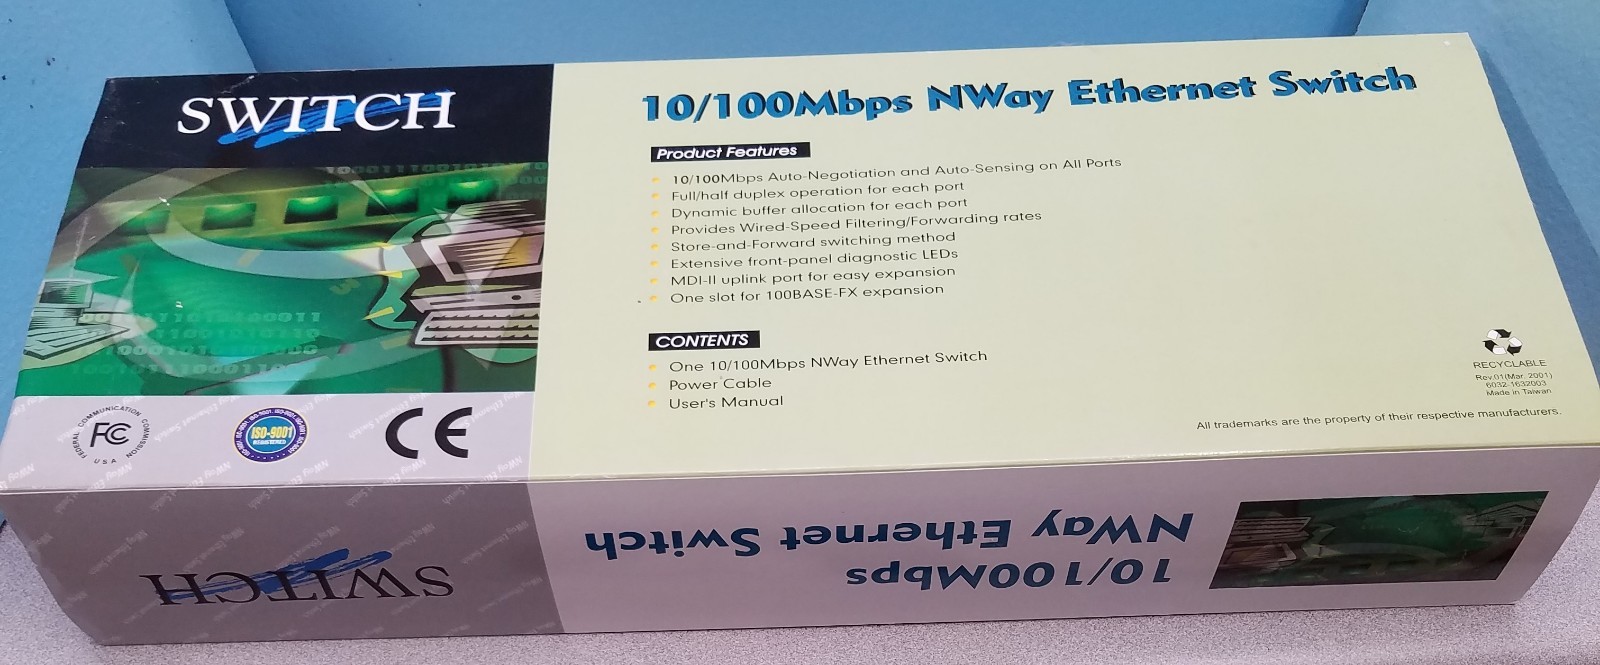 SWITCH
10/100Mbps NWay Ethernet Switch
Product Features
10/100Mbps Auto-Negotiation and Auto-Sensing on All Ports
Full/half duplex operation for each port
Dynamic buffer allocation for each port
Provides Wired-Speed Filtering/Forwarding rates
Store-and-Forward switching method
Extensive front-panel diagnostic LEDs
MDI-II uplink port for easy expansion
One slot for 100BASE-FX expansion
CONTENTS
One 10/100Mbps NWay Ethernet Switch
Power Cable
User's Manual
RECYCLABLE
Rev.01(Mar. 2001)
6032-1632003
Made in Taiwan
All trademarks are the property of their respective manufacturers.
FEDERAL COMMUNICATION COMMISSION
FCC
USA
ISO-9001
REGISTERED
CE
SWITCH
10/100Mbps
NWay Ethernet Switch